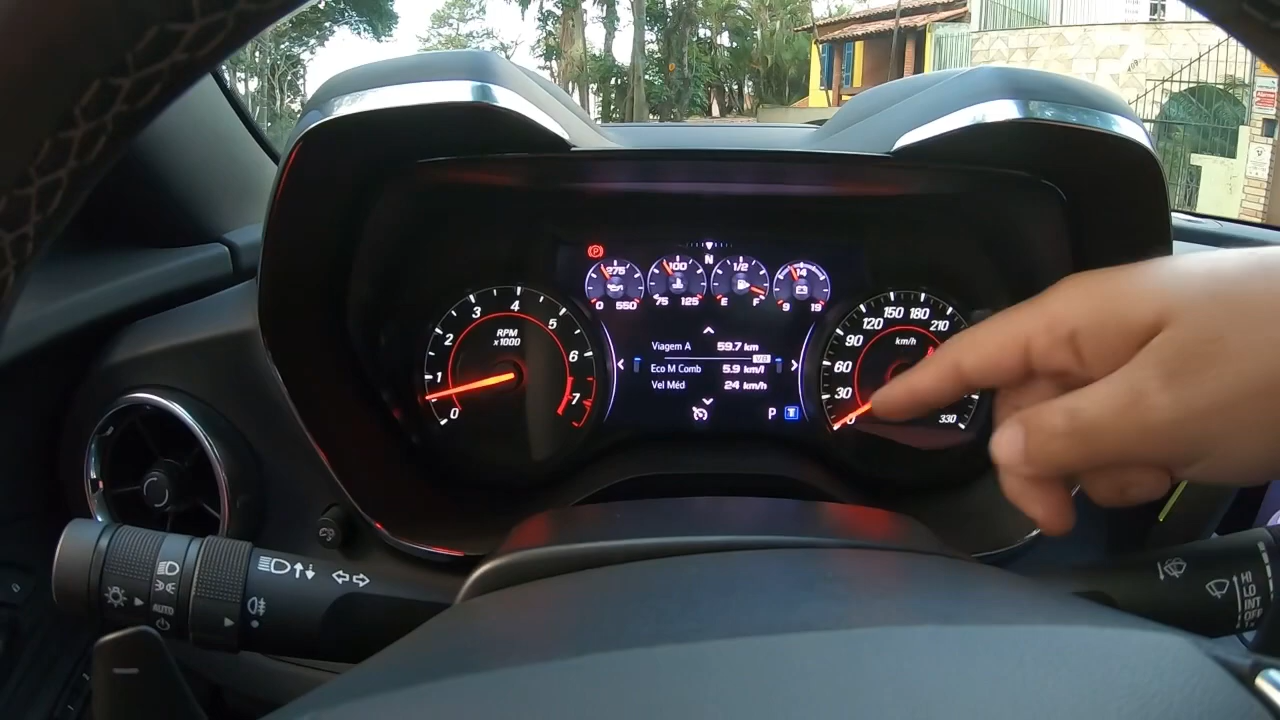 N
275
0 550
100
75 125
1/2
E F
14
9 19
RPM
x1000
0
1
2
3
4
5
6
7
Viagem A 59.7 km
V8
Eco M Comb 5.9 km/l
Vel Méd 24 km/h
P T
km/h
0
30
60
90
120
150
180
210
330
AUTO
HI
LO
INT
OFF